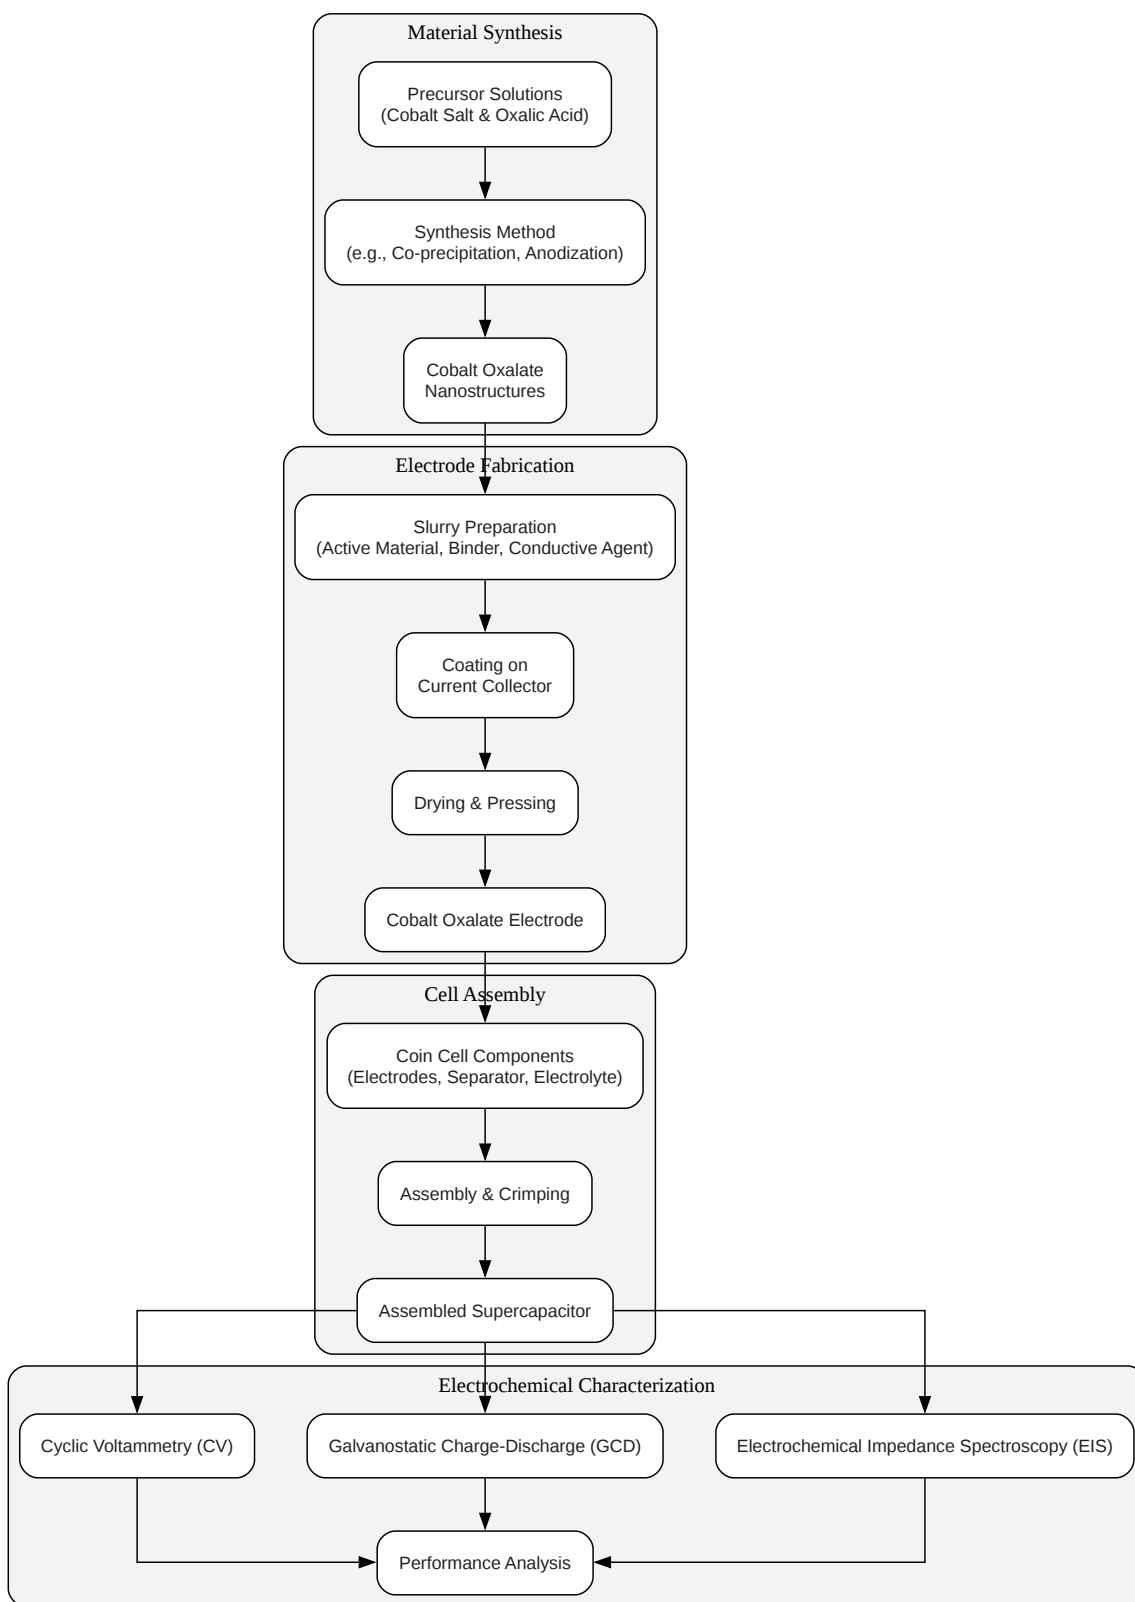 Material Synthesis
Precursor Solutions
(Cobalt Salt & Oxalic Acid)
Synthesis Method
(e.g., Co-precipitation, Anodization)
Cobalt Oxalate
Nanostructures
Electrode Fabrication
Slurry Preparation
(Active Material, Binder, Conductive Agent)
Coating on
Current Collector
Drying & Pressing
Cobalt Oxalate Electrode
Cell Assembly
Coin Cell Components
(Electrodes, Separator, Electrolyte)
Assembly & Crimping
Assembled Supercapacitor
Electrochemical Characterization
Cyclic Voltammetry (CV)
Galvanostatic Charge-Discharge (GCD)
Electrochemical Impedance Spectroscopy (EIS)
Performance Analysis